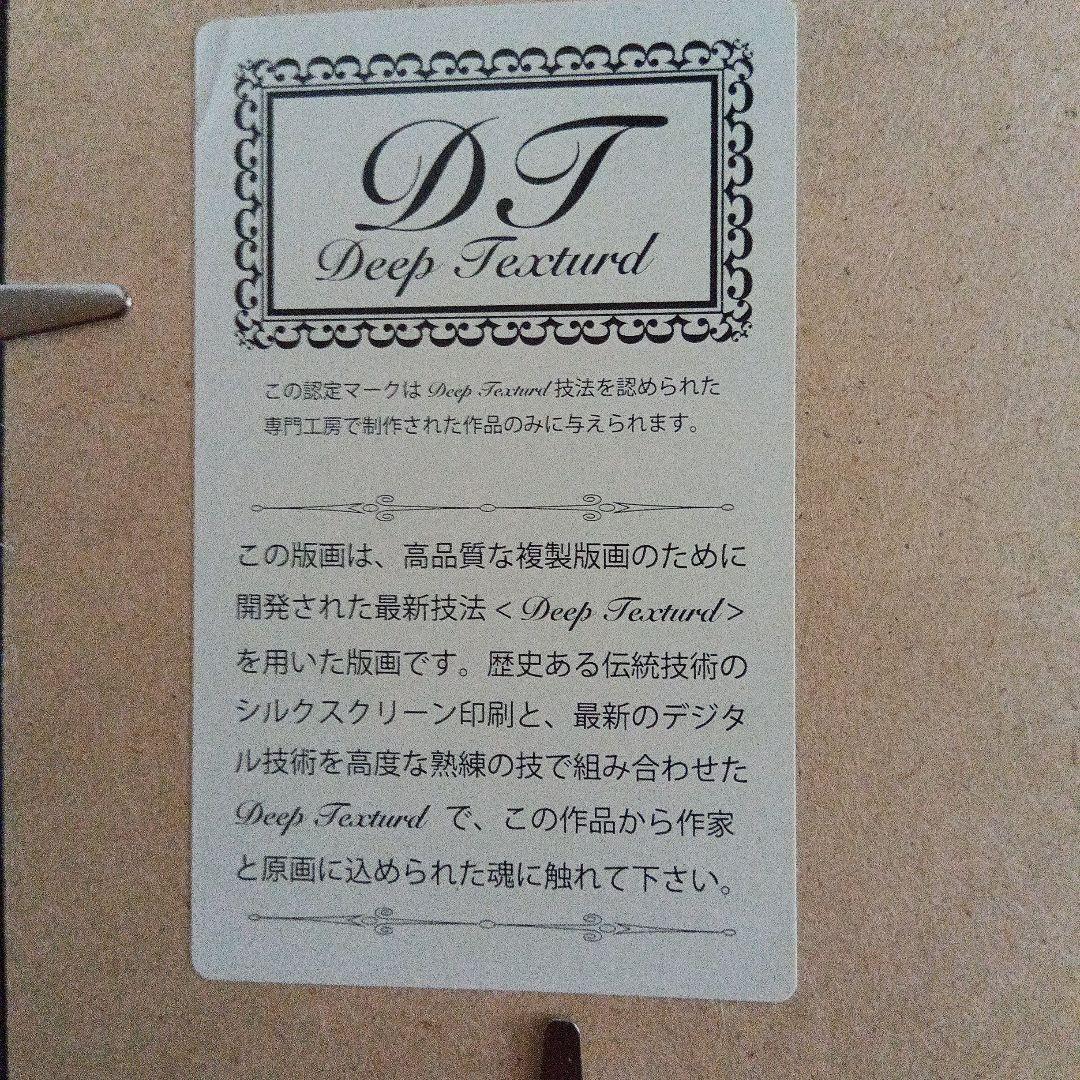 DT
Deep Texturd
この認定マークは Deep Texturd 技法を認められた
専門工房で制作された作品のみに与えられます。
この版画は、高品質な複製版画のために
開発された最新技法<Deep Texturd>
を用いた版画です。歴史ある伝統技術の
シルクスクリーン印刷と、最新のデジタ
ル技術を高度な熟練の技で組み合わせた
Deep Texturd で、この作品から作家
と原画に込められた魂に触れて下さい。